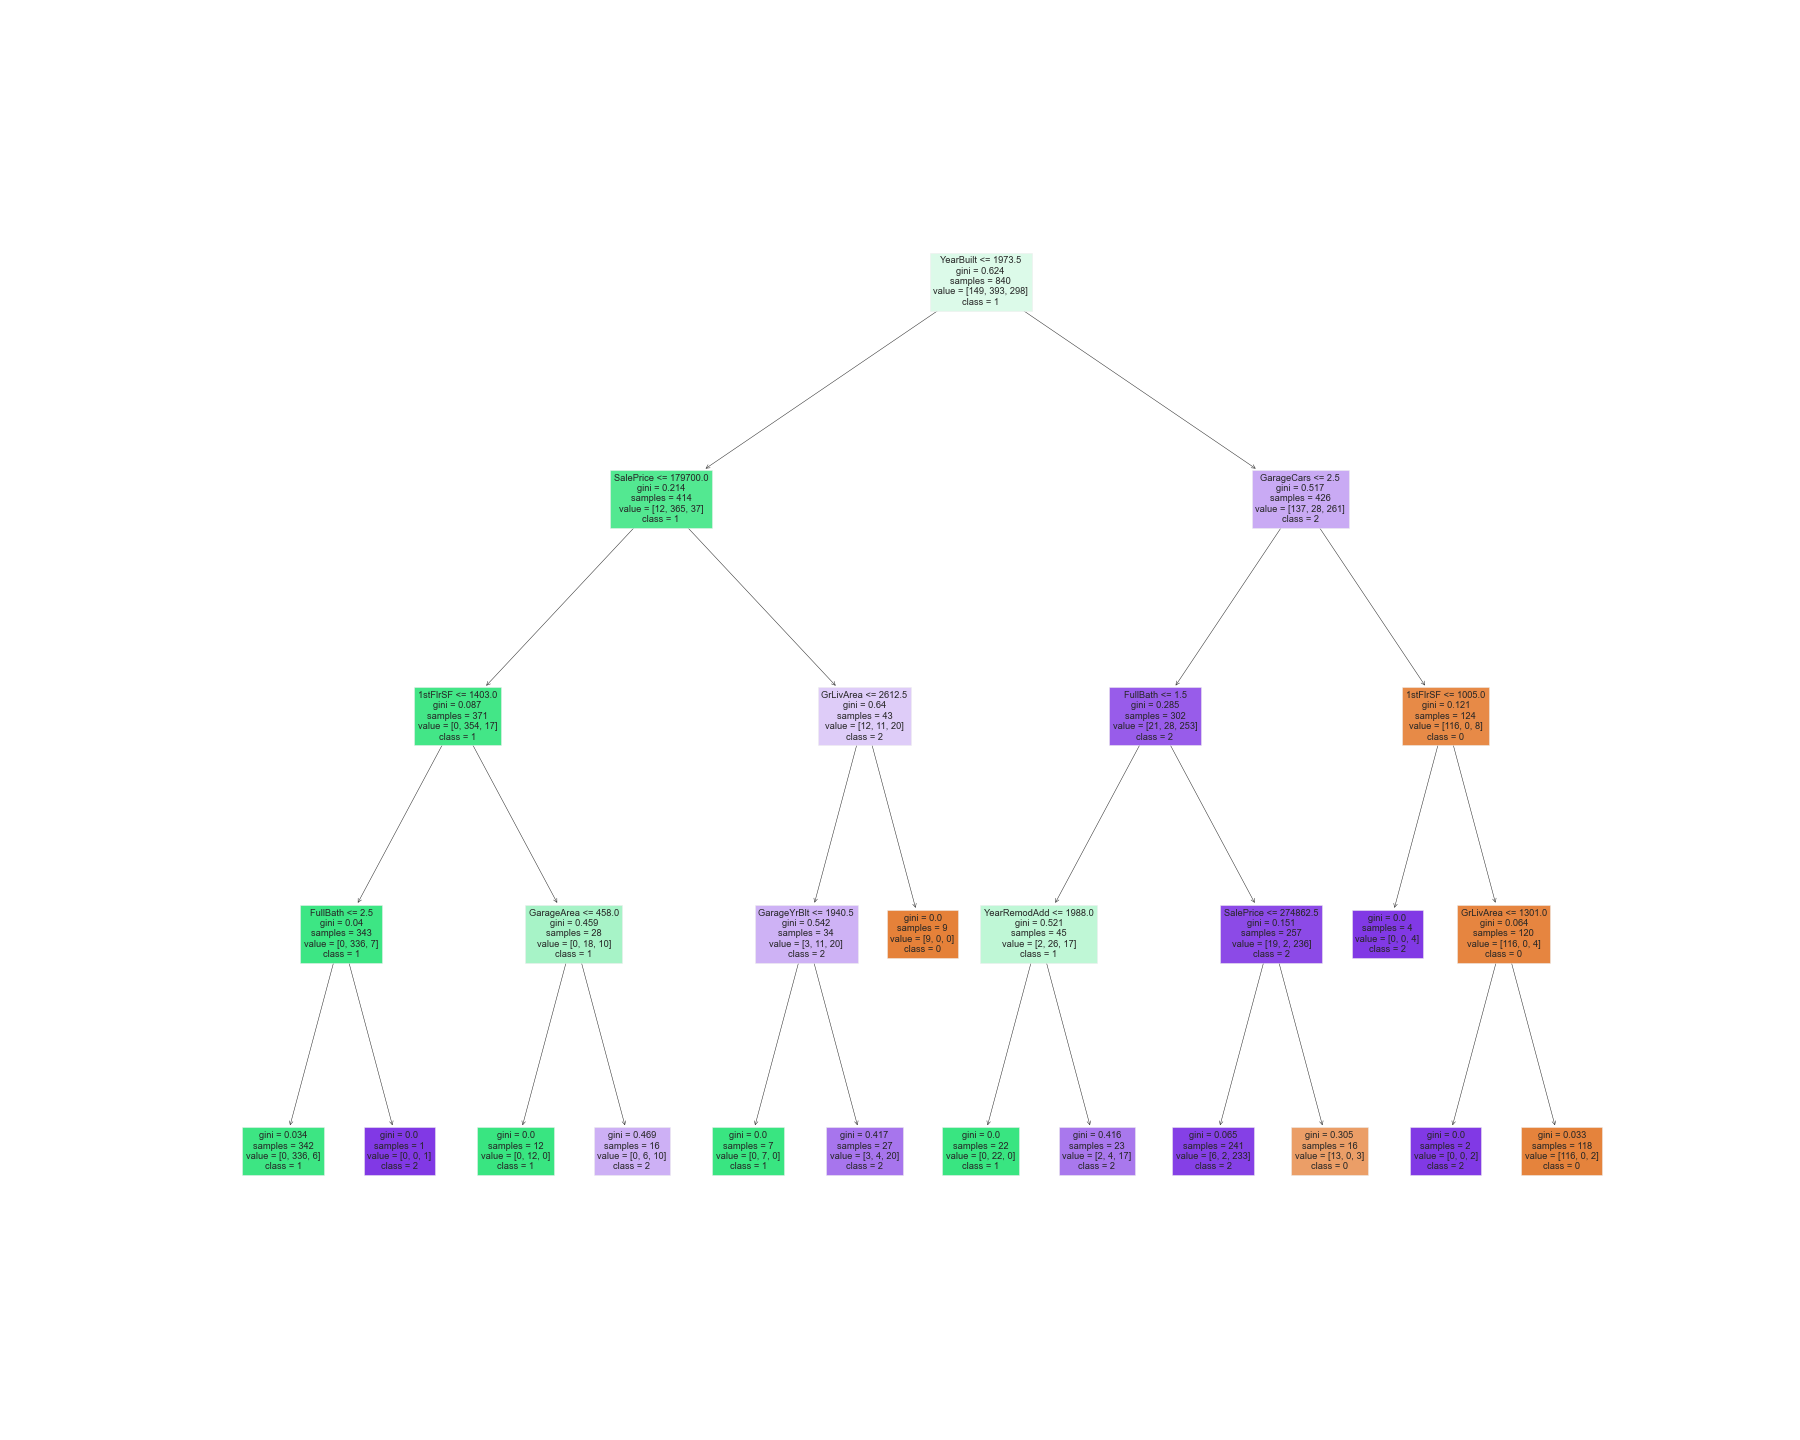 YearBuilt <= 1973.5
gini = 0.624
samples = 840
value = [149, 393, 298]
class = 1
SalePrice <= 179700.0
gini = 0.214
samples = 414
value = [12, 365, 37]
class = 1
GarageCars <= 2.5
gini = 0.517
samples = 426
value = [137, 28, 261]
class = 2
1stFlrSF <= 1403.0
gini = 0.087
samples = 371
value = [0, 354, 17]
class = 1
GrLivArea <= 2612.5
gini = 0.64
samples = 43
value = [12, 11, 20]
class = 2
FullBath <= 1.5
gini = 0.285
samples = 302
value = [21, 28, 253]
class = 2
1stFlrSF <= 1005.0
gini = 0.121
samples = 124
value = [116, 0, 8]
class = 0
FullBath <= 2.5
gini = 0.04
samples = 343
value = [0, 336, 7]
class = 1
GarageArea <= 458.0
gini = 0.459
samples = 28
value = [0, 18, 10]
class = 1
GarageYrBlt <= 1940.5
gini = 0.542
samples = 34
value = [3, 11, 20]
class = 2
gini = 0.0
samples = 9
value = [9, 0, 0]
class = 0
YearRemodAdd <= 1988.0
gini = 0.521
samples = 45
value = [2, 26, 17]
class = 1
SalePrice <= 274862.5
gini = 0.151
samples = 257
value = [19, 2, 236]
class = 2
gini = 0.0
samples = 4
value = [0, 0, 4]
class = 2
GrLivArea <= 1301.0
gini = 0.064
samples = 120
value = [116, 0, 4]
class = 0
gini = 0.034
samples = 342
value = [0, 336, 6]
class = 1
gini = 0.0
samples = 1
value = [0, 0, 1]
class = 2
gini = 0.0
samples = 12
value = [0, 12, 0]
class = 1
gini = 0.469
samples = 16
value = [0, 6, 10]
class = 2
gini = 0.0
samples = 7
value = [0, 7, 0]
class = 1
gini = 0.417
samples = 27
value = [3, 4, 20]
class = 2
gini = 0.0
samples = 22
value = [0, 22, 0]
class = 1
gini = 0.416
samples = 23
value = [2, 4, 17]
class = 2
gini = 0.065
samples = 241
value = [6, 2, 233]
class = 2
gini = 0.305
samples = 16
value = [13, 0, 3]
class = 0
gini = 0.0
samples = 2
value = [0, 0, 2]
class = 2
gini = 0.033
samples = 118
value = [116, 0, 2]
class = 0